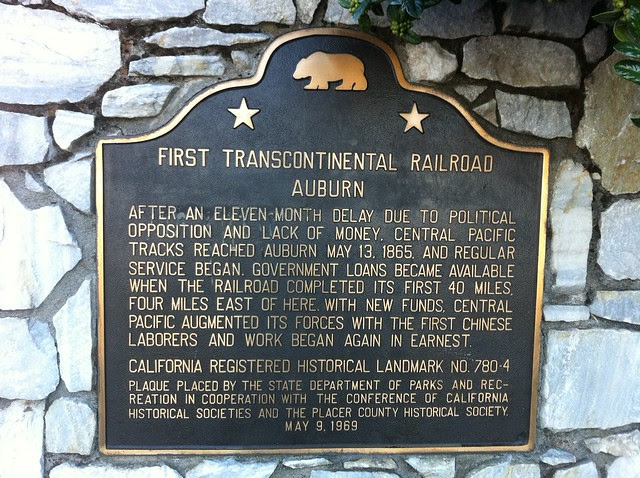 FIRST TRANSCONTINENTAL RAILROAD
AUBURN
AFTER AN ELEVEN-MONTH DELAY DUE TO POLITICAL
OPPOSITION AND LACK OF MONEY, CENTRAL PACIFIC
TRACKS REACHED AUBURN MAY 13, 1865, AND REGULAR
SERVICE BEGAN. GOVERNMENT LOANS BECAME AVAILABLE
WHEN THE RAILROAD COMPLETED ITS FIRST 40 MILES,
FOUR MILES EAST OF HERE. WITH NEW FUNDS, CENTRAL
PACIFIC AUGMENTED ITS FORCES WITH THE FIRST CHINESE
LABORERS AND WORK BEGAN AGAIN IN EARNEST.
CALIFORNIA REGISTERED HISTORICAL LANDMARK NO. 780-4
PLAQUE PLACED BY THE STATE DEPARTMENT OF PARKS AND REC-
REATION IN COOPERATION WITH THE CONFERENCE OF CALIFORNIA
HISTORICAL SOCIETIES AND THE PLACER COUNTY HISTORICAL SOCIETY.
MAY 9, 1969